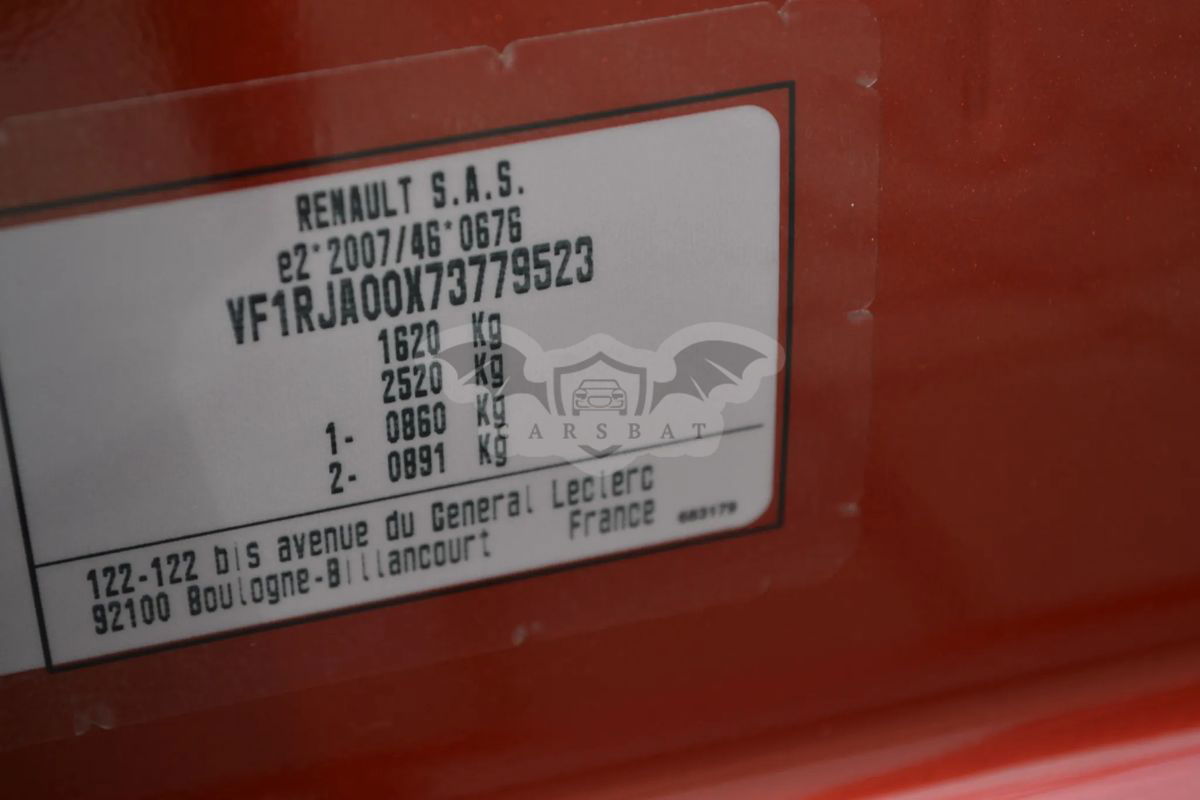 RENAULT S.A.S.
e2*2007/46*0676
VF1RJA00X73779523
1620 Kg
2520 Kg
1- 0860 Kg
2- 0891 Kg
CARSBAT
122-122 bis avenue du General Leclerc
92100 Boulogne-Billancourt France
683179